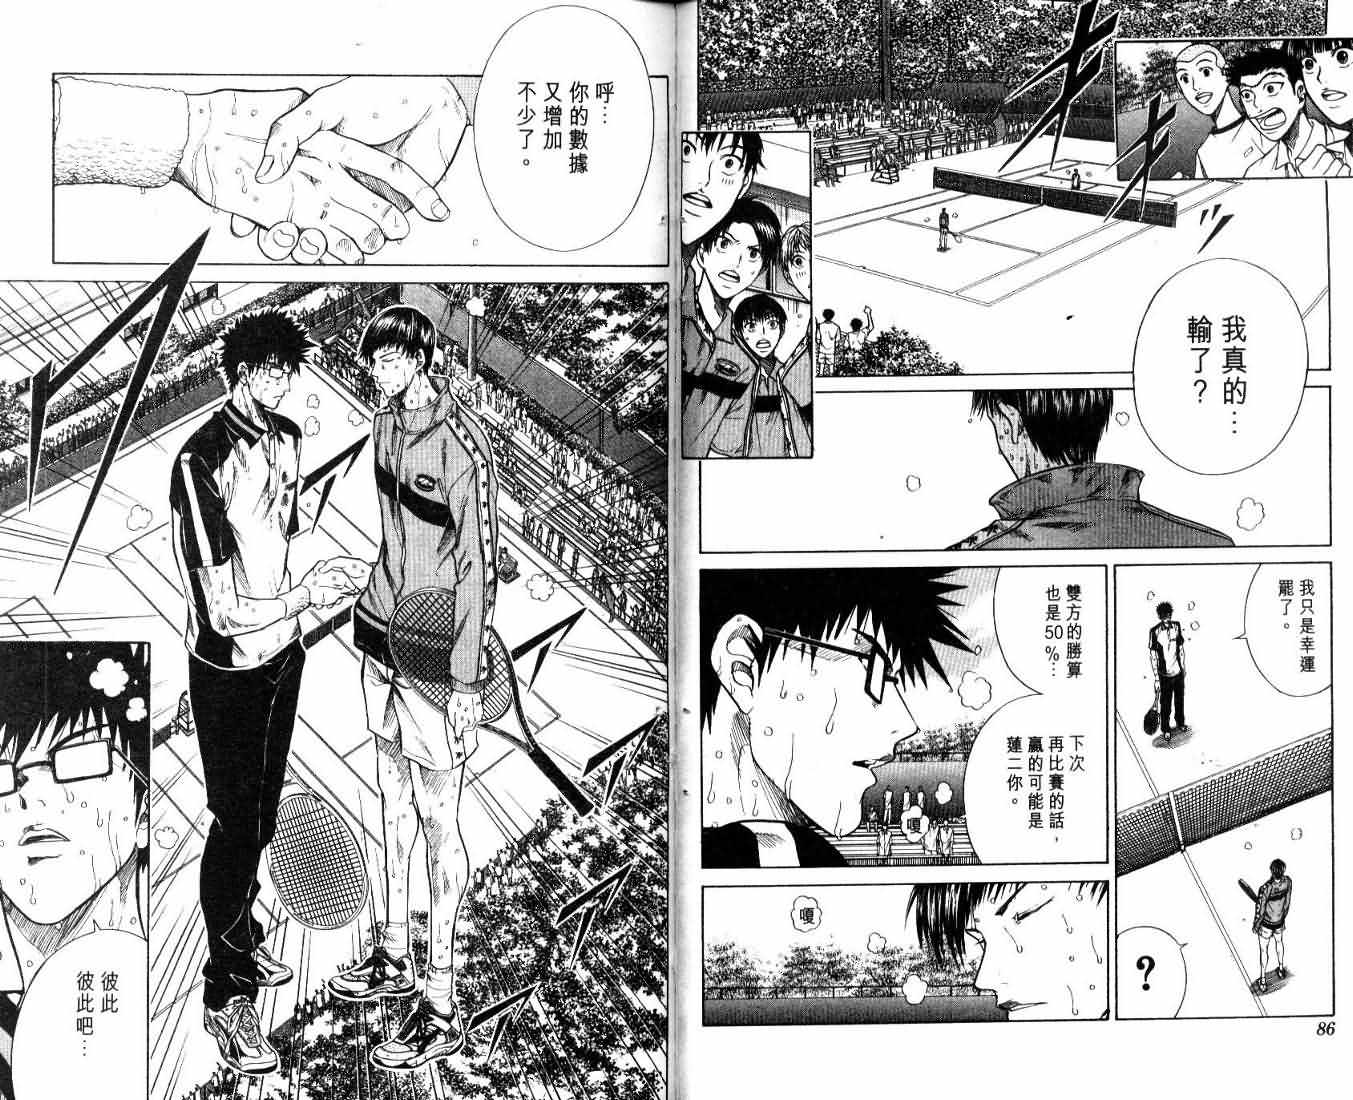 我真的…
輸了？
我只是幸運
罷了。
？
雙方的勝算
也是50%…
下次
再比賽的話，
贏的可能是
蓮二你。
嗄
嗄
86
呼…
你的數據
又增加
不少了。
彼此
彼此吧…